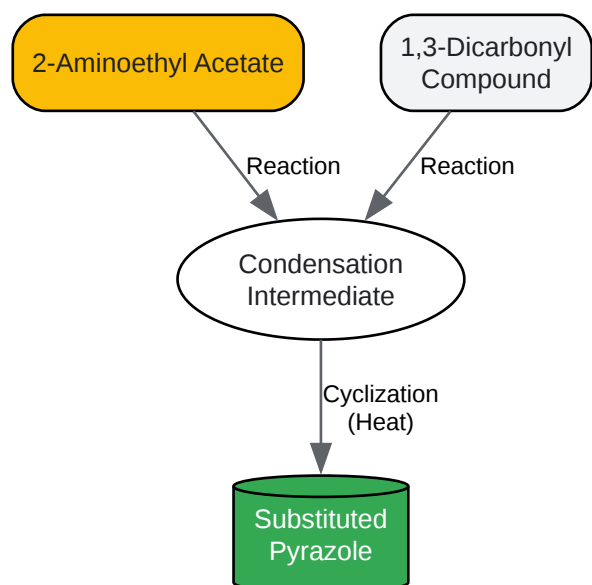 2-Aminoethyl Acetate
1,3-Dicarbonyl
Compound
Reaction
Reaction
Condensation
Intermediate
Cyclization
(Heat)
Substituted
Pyrazole